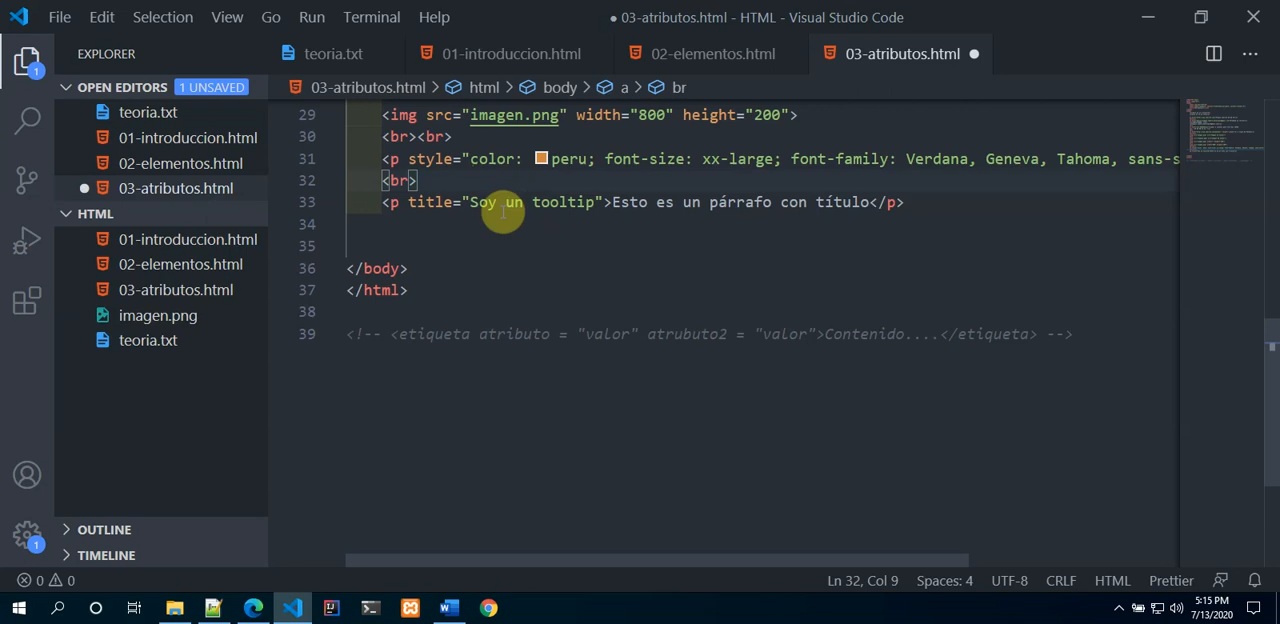 File Edit Selection View Go Run Terminal Help
● 03-atributos.html - HTML - Visual Studio Code
EXPLORER
teoria.txt 01-introduccion.html 02-elementos.html 03-atributos.html ●
OPEN EDITORS 1 UNSAVED
03-atributos.html > html > body > a > br
teoria.txt
01-introduccion.html
02-elementos.html
03-atributos.html
HTML
01-introduccion.html
02-elementos.html
03-atributos.html
imagen.png
teoria.txt
OUTLINE
TIMELINE
1
1
29 <img src="imagen.png" width="800" height="200">
30 <br><br>
31 <p style="color: peru; font-size: xx-large; font-family: Verdana, Geneva, Tahoma, sans-s
32 <br>
33 <p title="Soy un tooltip">Esto es un párrafo con título</p>
34
35
36 </body>
37 </html>
38
39 <!-- <etiqueta atributo = "valor" atrubuto2 = "valor">Contenido....</etiqueta> -->
0 0 Ln 32, Col 9 Spaces: 4 UTF-8 CRLF HTML Prettier
5:15 PM
7/13/2020